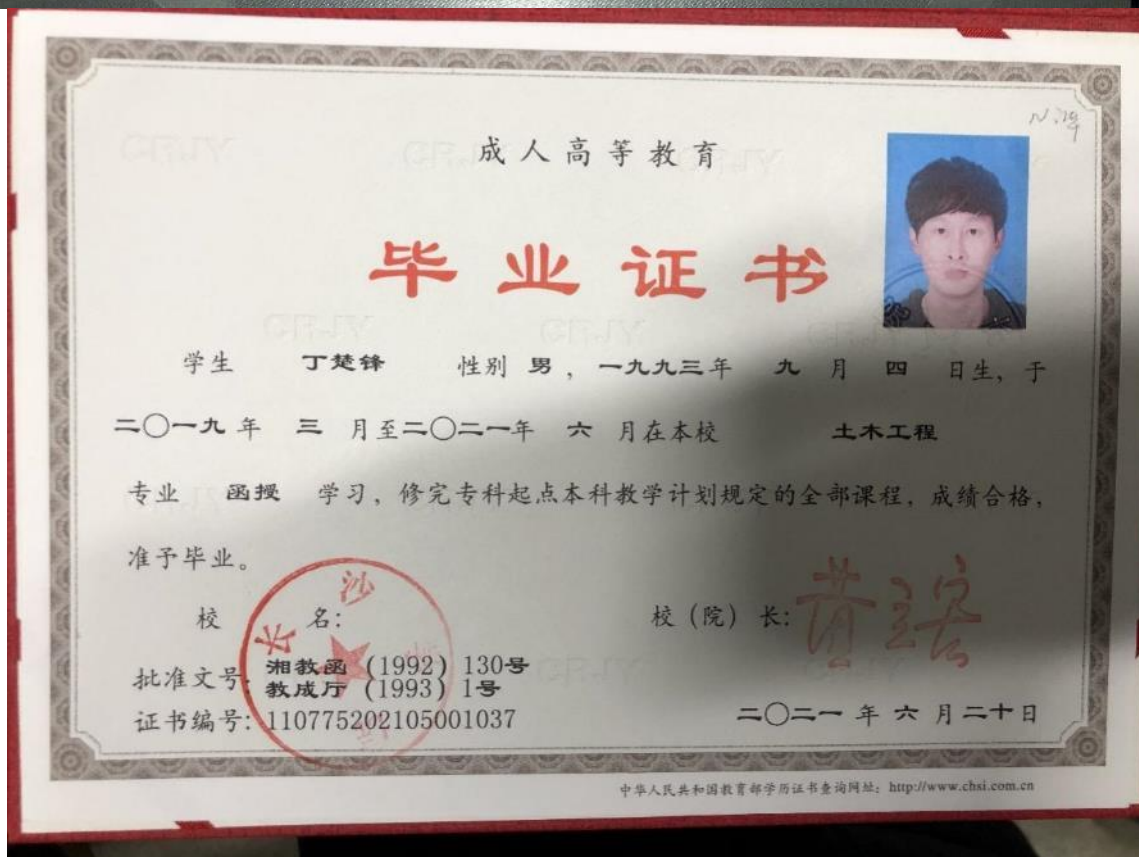 成人高等教育
毕业证书
学生 丁楚锋 性别 男，一九九三年 九 月 四 日生，于
二〇一九年 三 月至二〇二一年 六 月在本校 土木工程
专业 函授 学习，修完专科起点本科教学计划规定的全部课程，成绩合格，
准予毕业。
校 名： 校（院）长：
批准文号：湘教函（1992）130号
教成厅（1993）1号
证书编号：110775202105001037
二〇二一 年 六 月二十日
中华人民共和国教育部学历证书查询网址：http://www.chsi.com.cn